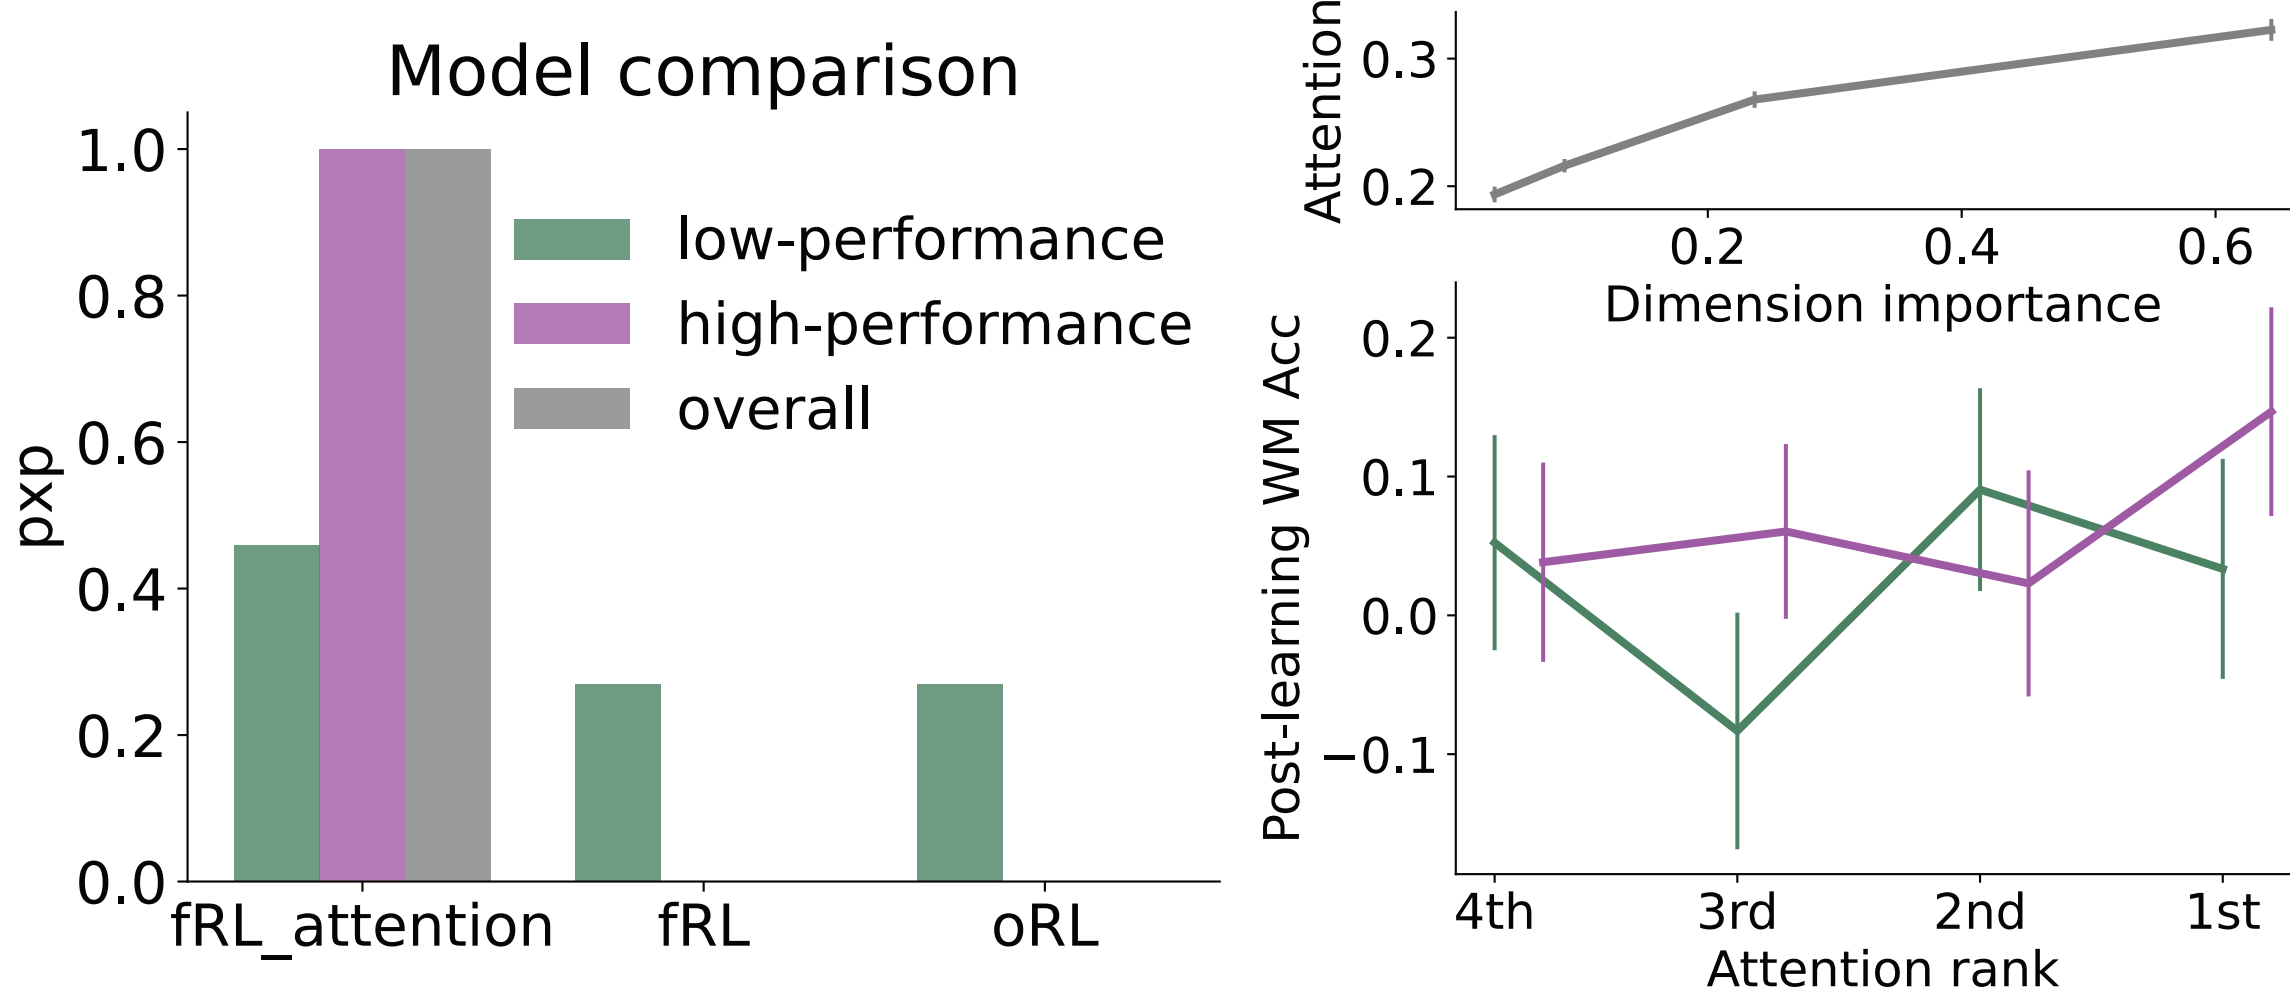 Model comparison
pxp
1.0
0.8
0.6
0.4
0.2
0.0
low-performance
high-performance
overall
fRL_attention
fRL
oRL
Attention
0.3
0.2
0.2
0.4
0.6
Dimension importance
Post-learning WM Acc
0.2
0.1
0.0
−0.1
4th
3rd
2nd
1st
Attention rank